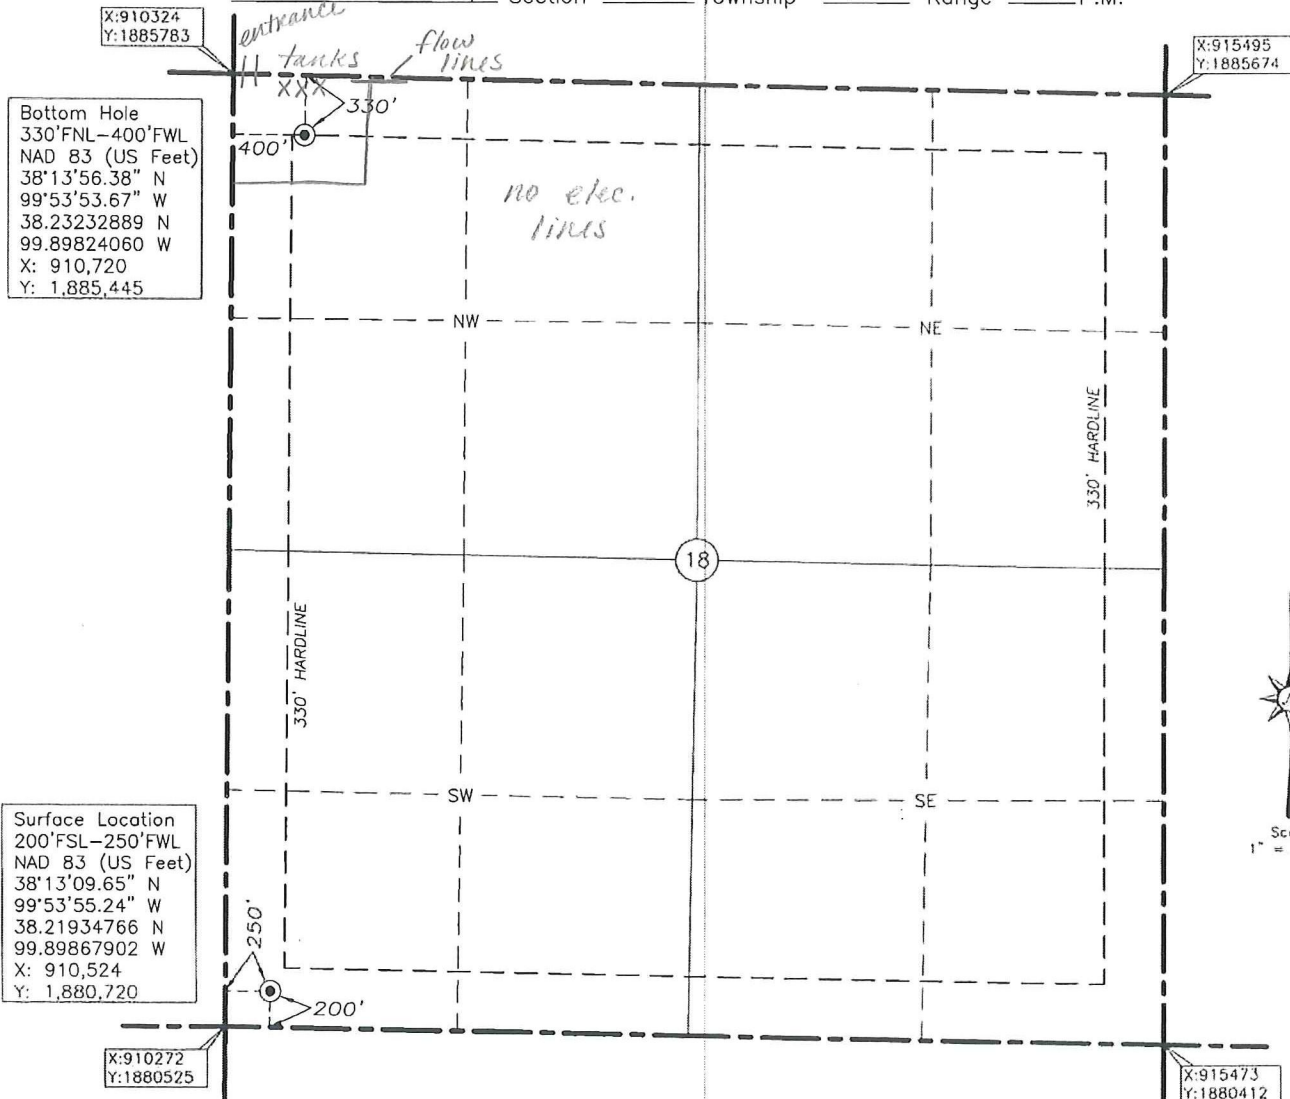 Section Township Range P.M.
X:910324
Y:1885783
entrance
tanks
XXX
flow
lines
X:915495
Y:1885674
Bottom Hole
330'FNL-400'FWL
NAD 83 (US Feet)
38°13'56.38" N
99°53'53.67" W
38.23232889 N
99.89824060 W
X: 910,720
Y: 1,885,445
330'
400'
no elec.
lines
NW
NE
330' HARDLINE
18
330' HARDLINE
SW
SE
1" =
Surface Location
200'FSL-250'FWL
NAD 83 (US Feet)
38°13'09.65" N
99°53'55.24" W
38.21934766 N
99.89867902 W
X: 910,524
Y: 1,880,720
250'
200'
X:910272
Y:1880525
X:915473
Y:1880412